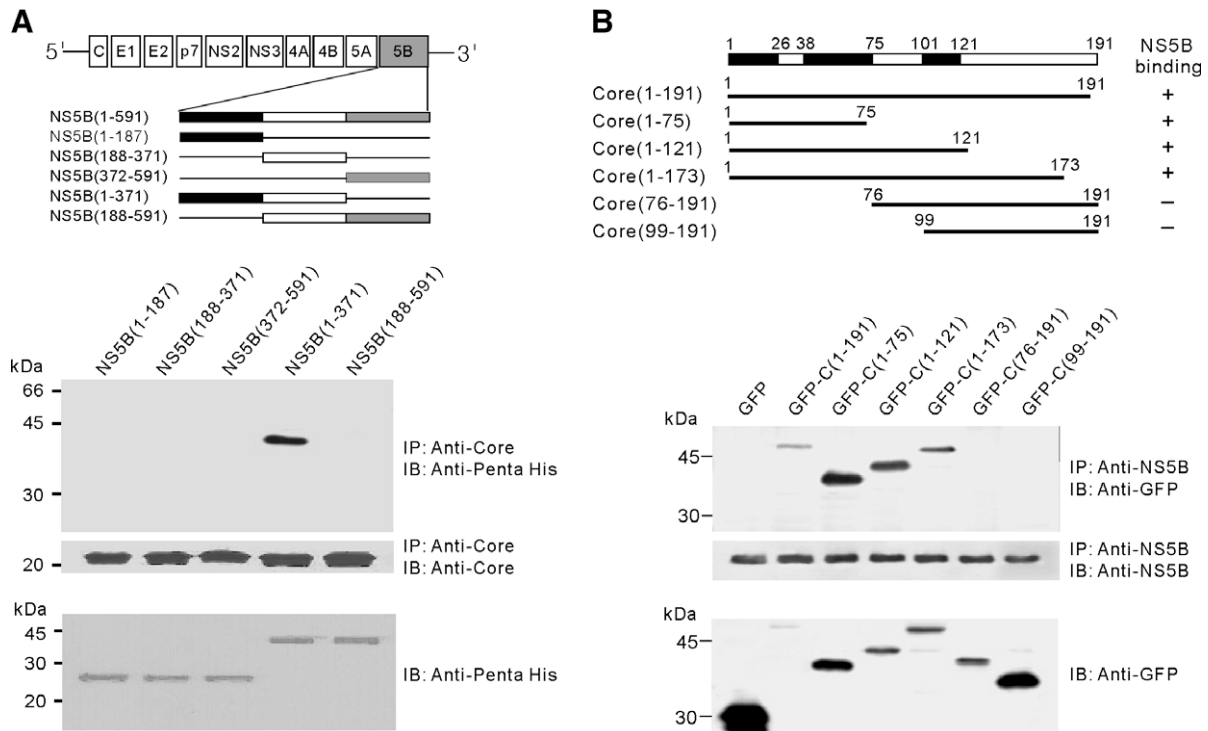 A
5' C E1 E2 p7 NS2 NS3 4A 4B 5A 5B 3'
NS5B(1-591)
NS5B(1-187)
NS5B(188-371)
NS5B(372-591)
NS5B(1-371)
NS5B(188-591)
NS5B(1-187)
NS5B(188-371)
NS5B(372-591)
NS5B(1-371)
NS5B(188-591)
kDa
66
45
30
IP: Anti-Core
IB: Anti-Penta His
20
IP: Anti-Core
IB: Anti-Core
kDa
45
30
20
IB: Anti-Penta His
B
1 26 38 75 101 121 191
NS5B
binding
Core(1-191) 1 191 +
Core(1-75) 1 75 +
Core(1-121) 1 121 +
Core(1-173) 1 173 +
Core(76-191) 76 191 −
Core(99-191) 99 191 −
GFP
GFP-C(1-191)
GFP-C(1-75)
GFP-C(1-121)
GFP-C(1-173)
GFP-C(76-191)
GFP-C(99-191)
kDa
45
30
IP: Anti-NS5B
IB: Anti-GFP
IP: Anti-NS5B
IB: Anti-NS5B
kDa
45
30
IB: Anti-GFP